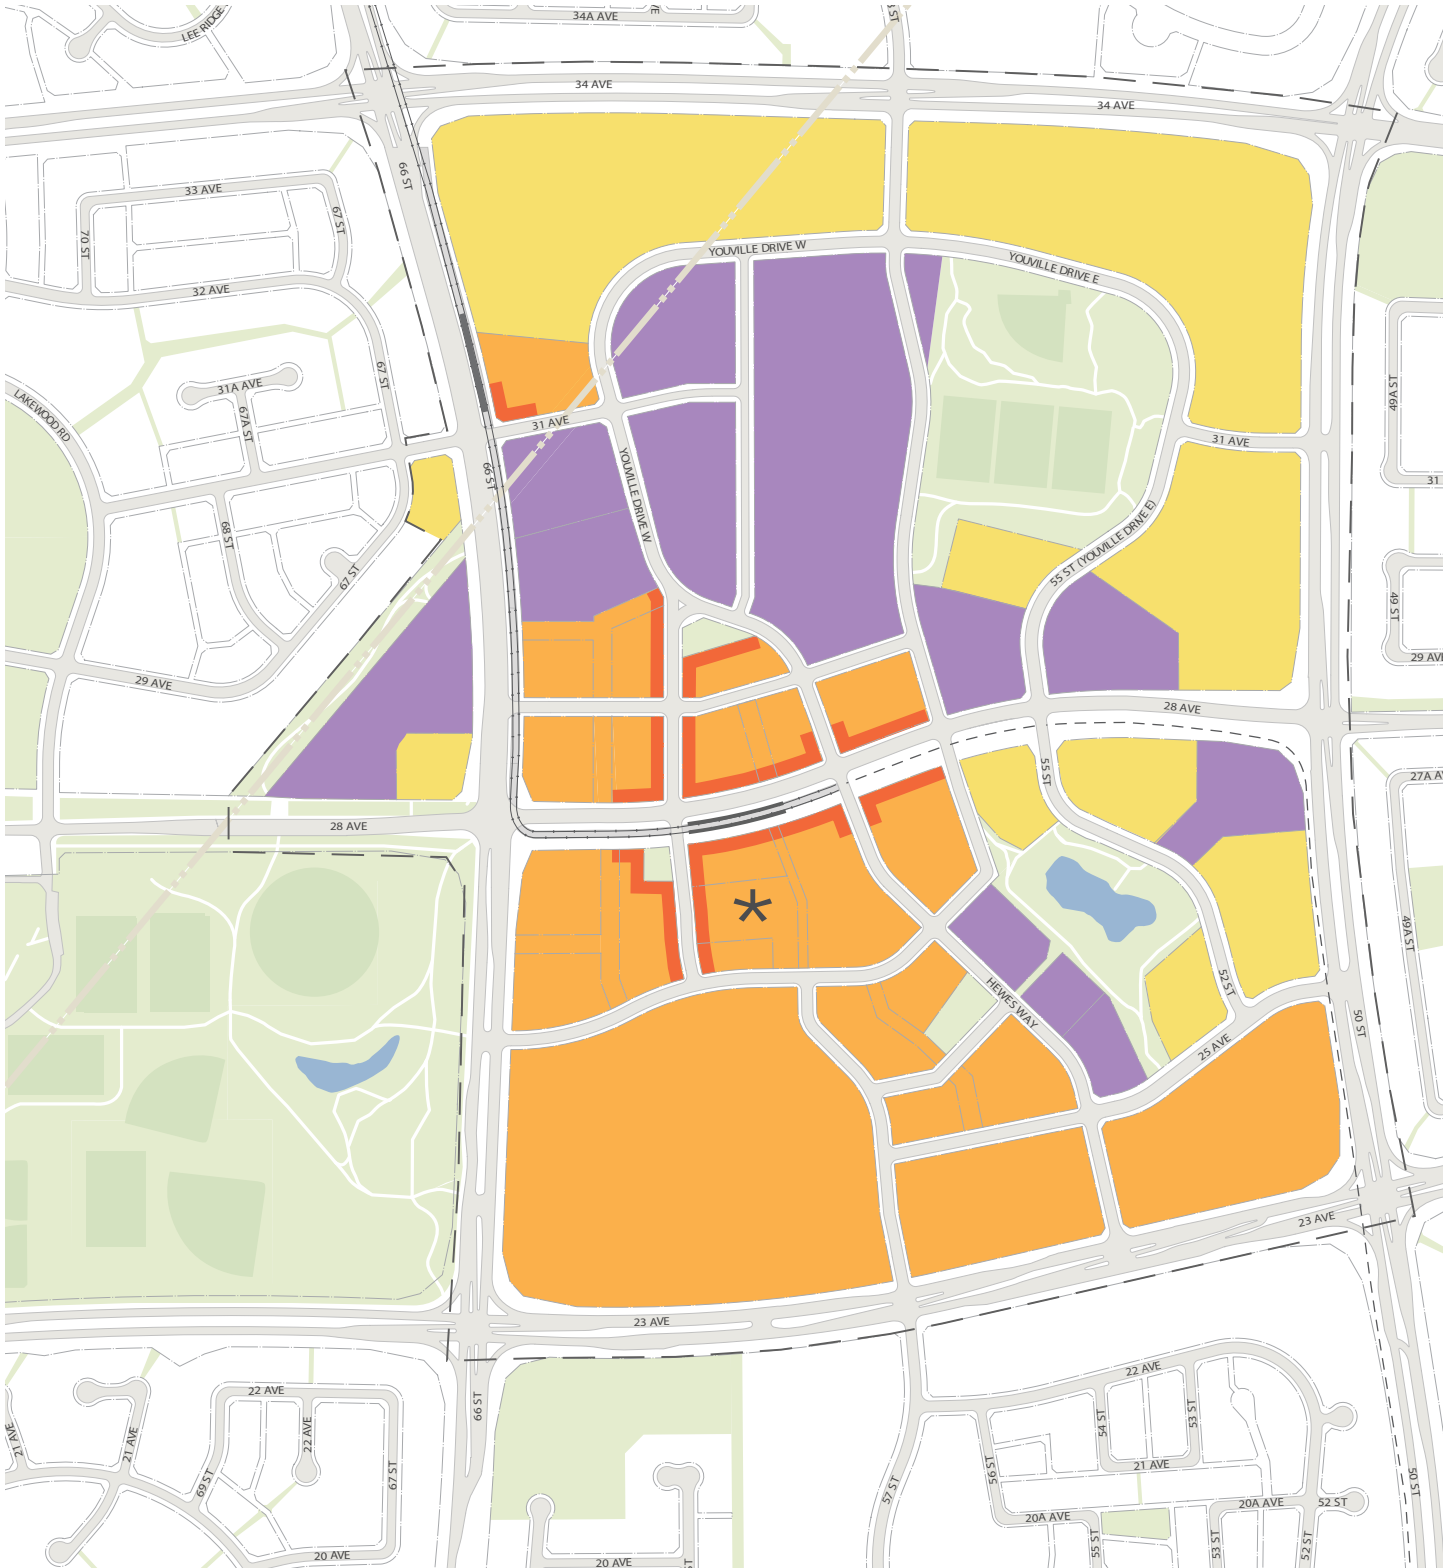 LEE RIDGE
34A AVE
VE
ST
34 AVE
34 AVE
66 ST
33 AVE
67 ST
70 ST
32 AVE
YOUVILLE DRIVE W
YOUVILLE DRIVE E
31A AVE
67 ST
67A ST
LAKEWOOD RD
49A ST
31 AVE
31 AVE
66 ST
YOUVILLE DRIVE W
31
68 ST
67 ST
55 ST (YOUVILLE DRIVE E)
49 ST
29 AVE
29 AVE
28 AVE
55 ST
27A A
28 AVE
49A ST
52 ST
HEWES WAY
50 ST
25 AVE
23 AVE
23 AVE
22 AVE
22 AVE
66 ST
21 AVE
21 AVE
22 AVE
54 ST
53 ST
69 ST
67 ST
56 ST
21 AVE
57 ST
50 ST
20A AVE
52 ST
20A AVE
55 ST
53 ST
52 ST
20 AVE
20 AVE
ST